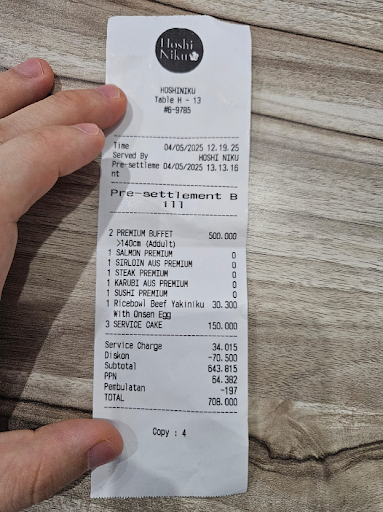 Hoshi
Niku
HOSHINIKU
Table H - 13
#6-9785
Time 04/05/2025 12.19.25
Served By HOSHI NIKU
Pre-settleme 04/05/2025 13.13.16
nt
Pre-settlement B
ill
2 PREMIUM BUFFET 500.000
>140cm (Addult)
1 SALMON PREMIUM 0
1 SIRLOIN AUS PREMIUM 0
1 STEAK PREMIUM 0
1 KARUBI AUS PREMIUM 0
1 SUSHI PREMIUM 0
1 Ricebowl Beef Yakiniku 30.300
With Onsen Egg
3 SERVICE CAKE 150.000
Service Charge 34.015
Diskon -70.500
Subtotal 643.815
PPN 64.382
Pembulatan -197
TOTAL 708.000
Copy : 4